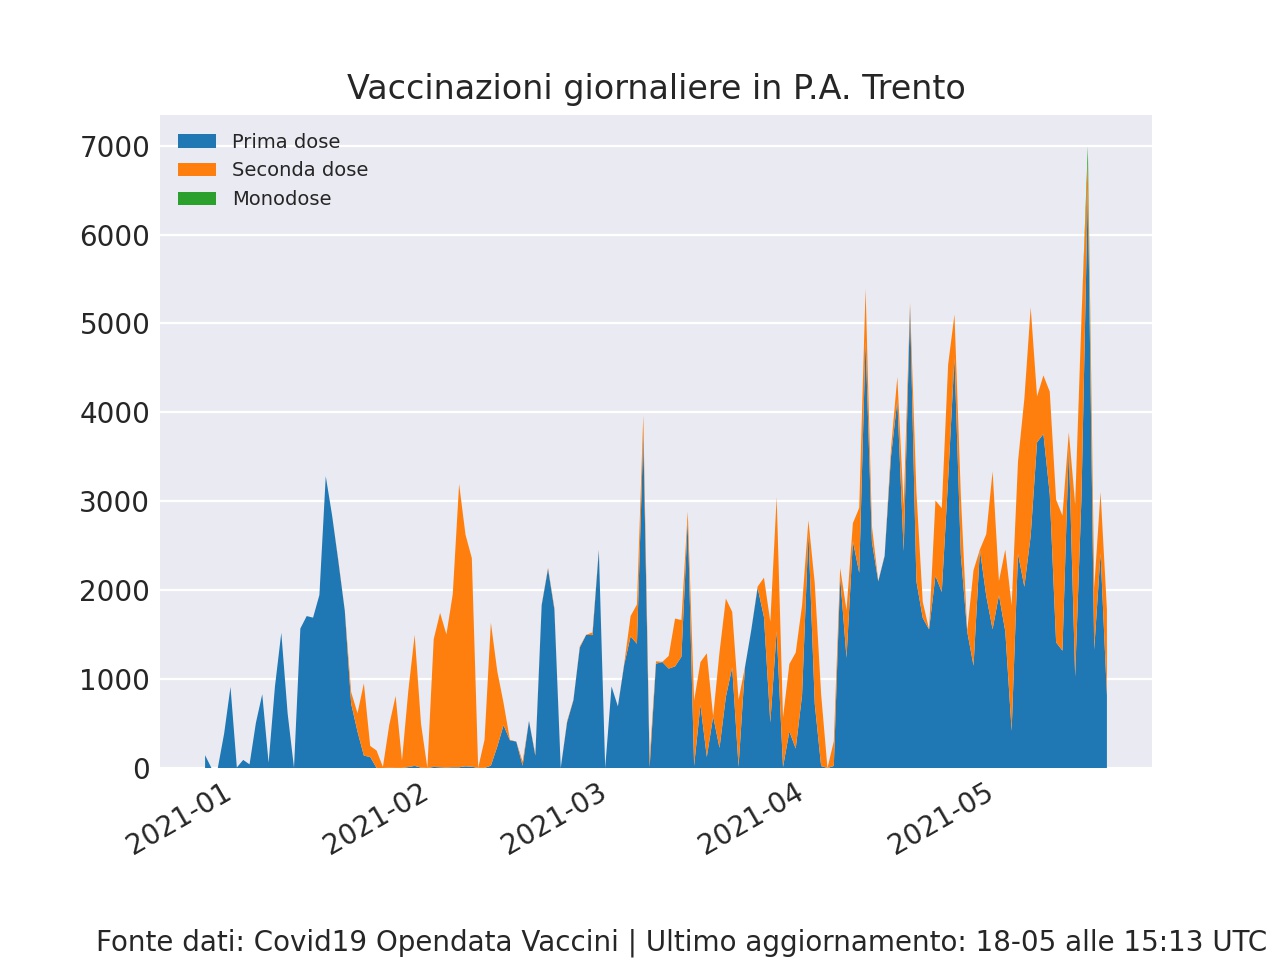 Vaccinazioni giornaliere in P.A. Trento
7000
6000
5000
4000
3000
2000
1000
0
Prima dose
Seconda dose
Monodose
2021-01
2021-02
2021-03
2021-04
2021-05
Fonte dati: Covid19 Opendata Vaccini | Ultimo aggiornamento: 18-05 alle 15:13 UTC